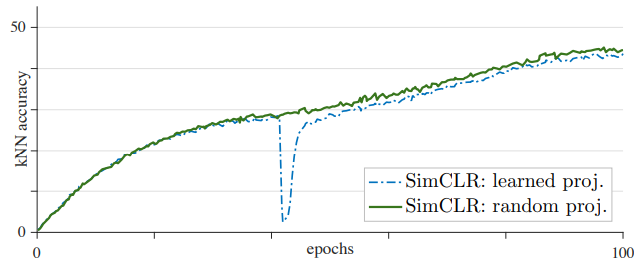 50
kNN accuracy
SimCLR: learned proj.
SimCLR: random proj.
0
0
epochs
100